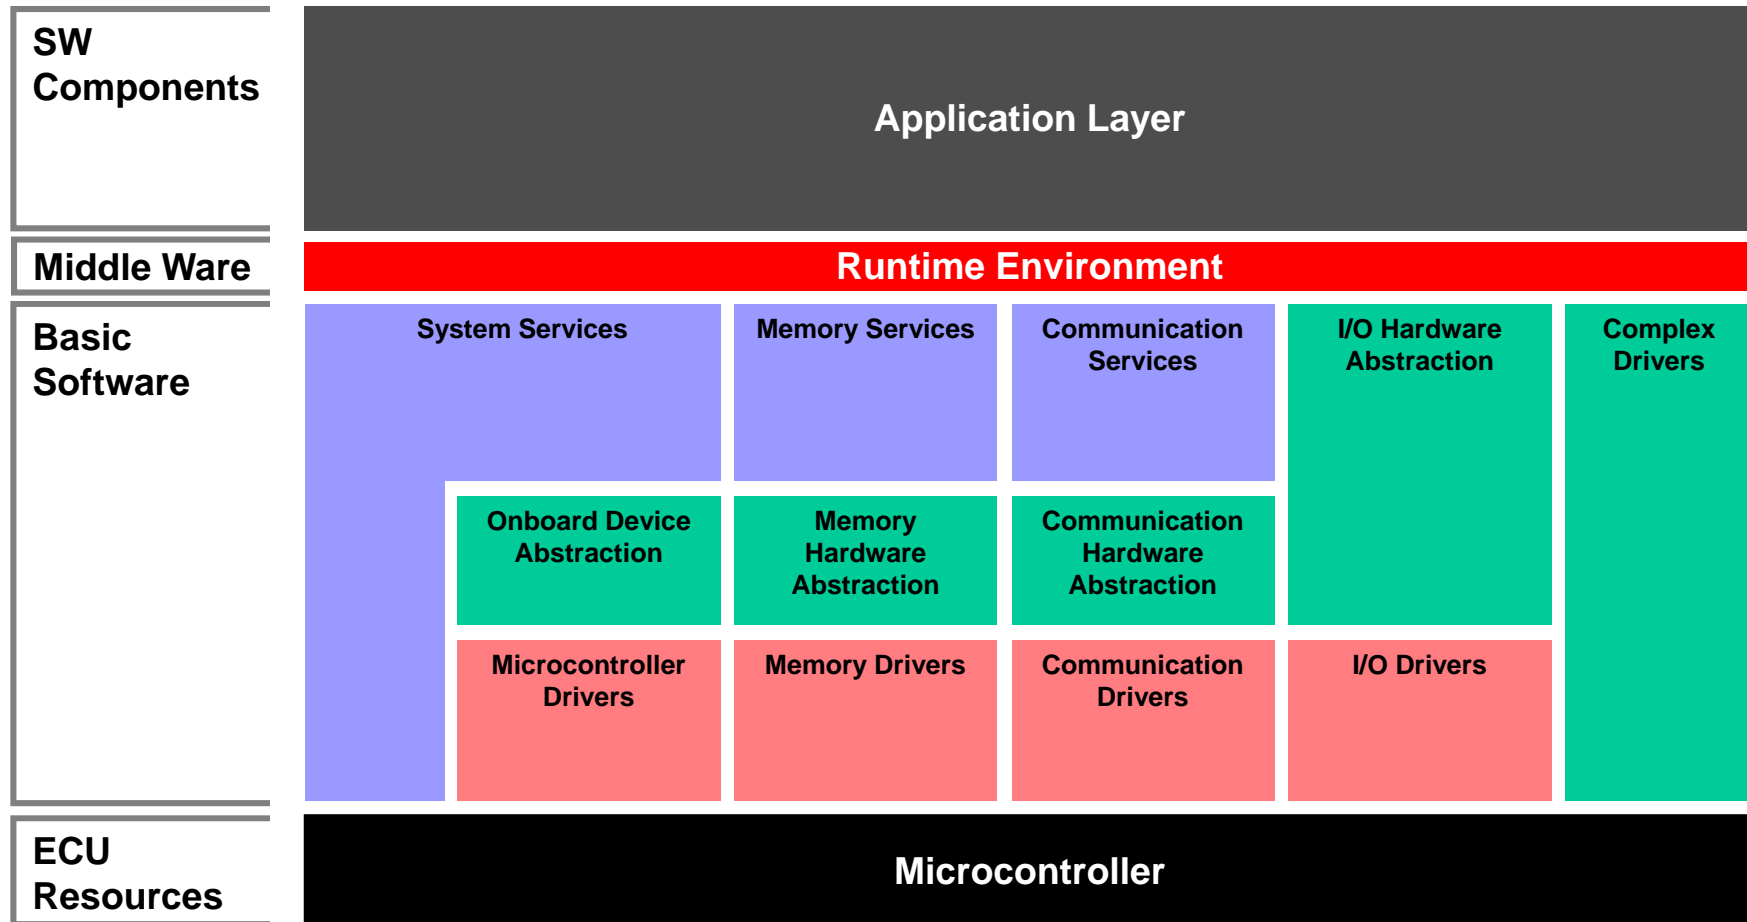 SW
Components
Application Layer
Middle Ware
Runtime Environment
Basic
Software
System Services
Memory Services
Communication
Services
I/O Hardware
Abstraction
Complex
Drivers
Onboard Device
Abstraction
Memory
Hardware
Abstraction
Communication
Hardware
Abstraction
Microcontroller
Drivers
Memory Drivers
Communication
Drivers
I/O Drivers
ECU
Resources
Microcontroller